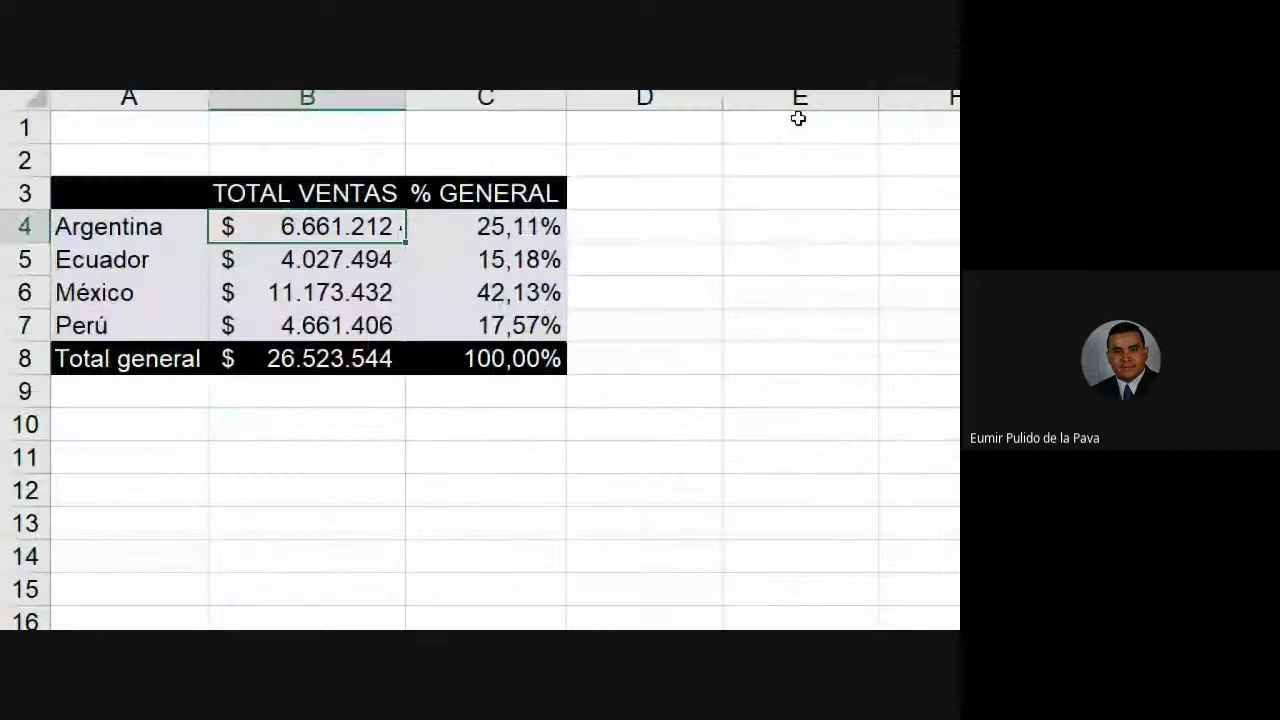 A B C D E
1
2
3 TOTAL VENTAS % GENERAL
4 Argentina $ 6.661.212 25,11%
5 Ecuador $ 4.027.494 15,18%
6 México $ 11.173.432 42,13%
7 Perú $ 4.661.406 17,57%
8 Total general $ 26.523.544 100,00%
9
10
11
12
13
14
15
16
Eumir Pulido de la Pava